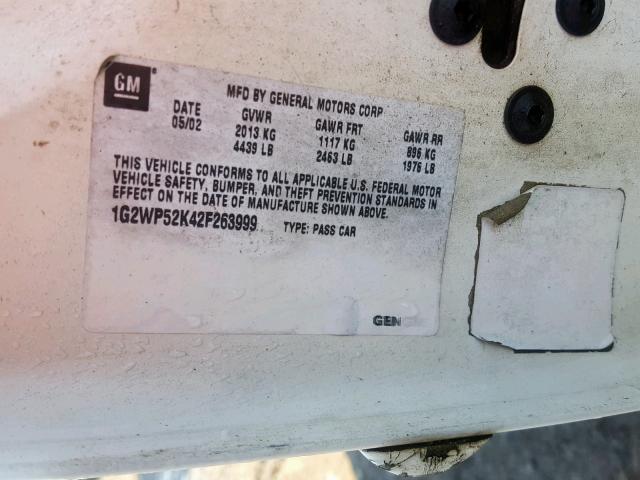 GM
MFD BY GENERAL MOTORS CORP
DATE GVWR GAWR FRT GAWR RR
05/02 2013 KG 1117 KG 896 KG
4439 LB 2463 LB 1976 LB
THIS VEHICLE CONFORMS TO ALL APPLICABLE U.S. FEDERAL MOTOR
VEHICLE SAFETY, BUMPER, AND THEFT PREVENTION STANDARDS IN
EFFECT ON THE DATE OF MANUFACTURE SHOWN ABOVE.
1G2WP52K42F263999 TYPE: PASS CAR
GEN